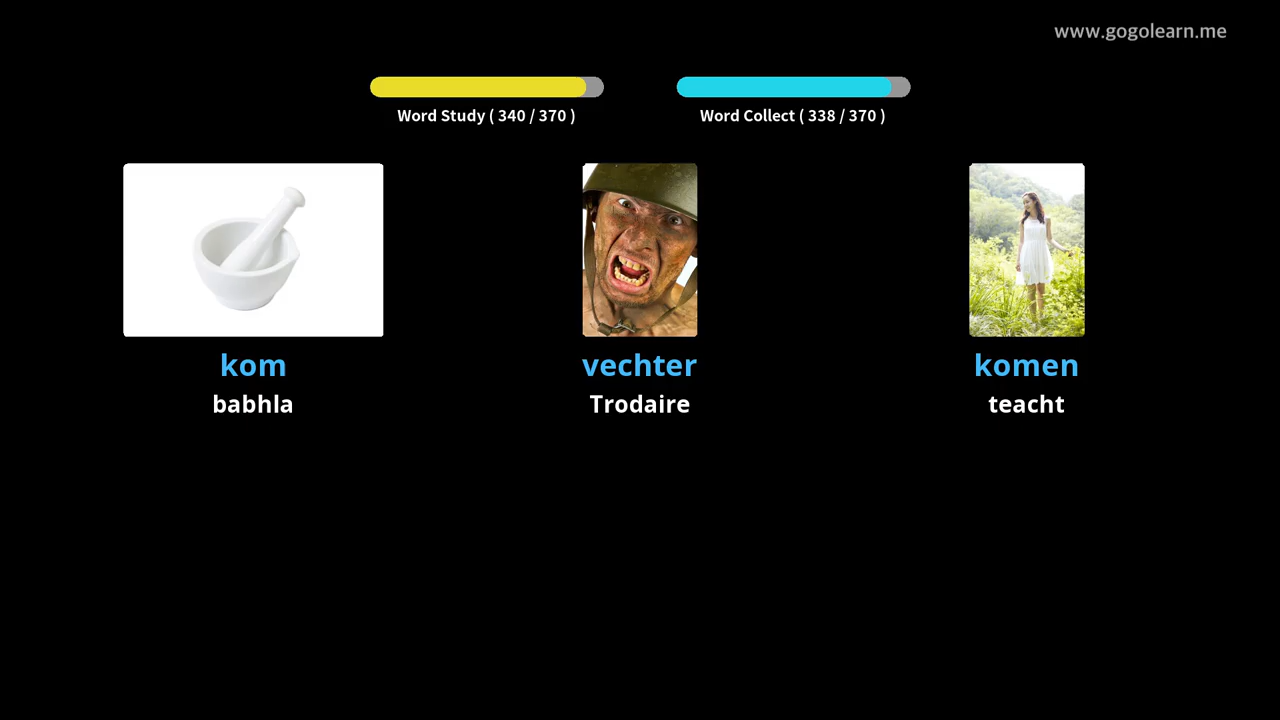 www.gogolearn.me
Word Study ( 340 / 370 )
Word Collect ( 338 / 370 )
kom
vechter
komen
babhla
Trodaire
teacht